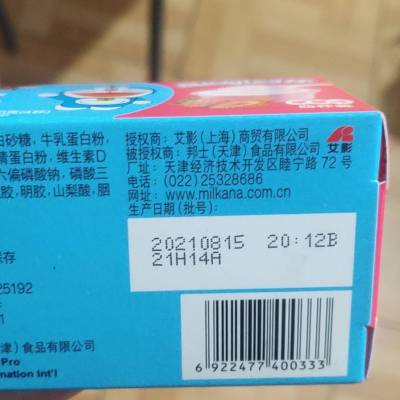 白砂糖，牛乳蛋白粉，
清蛋白粉，维生素D
六偏磷酸钠，磷酸三
胶，明胶，山梨酸，胭
授权商：艾影（上海）商贸有限公司
被授权商：邦士（天津）食品有限公司
厂址：天津经济技术开发区睦宁路 72 号
电话：(022) 25328686
网址：www.milkana.com.cn
生产日期（批号）：
艾影
20210815 20:12B
21H14A
保存
25192
1
津）食品有限公司
Pro
mation Int'l
6 922477 400333